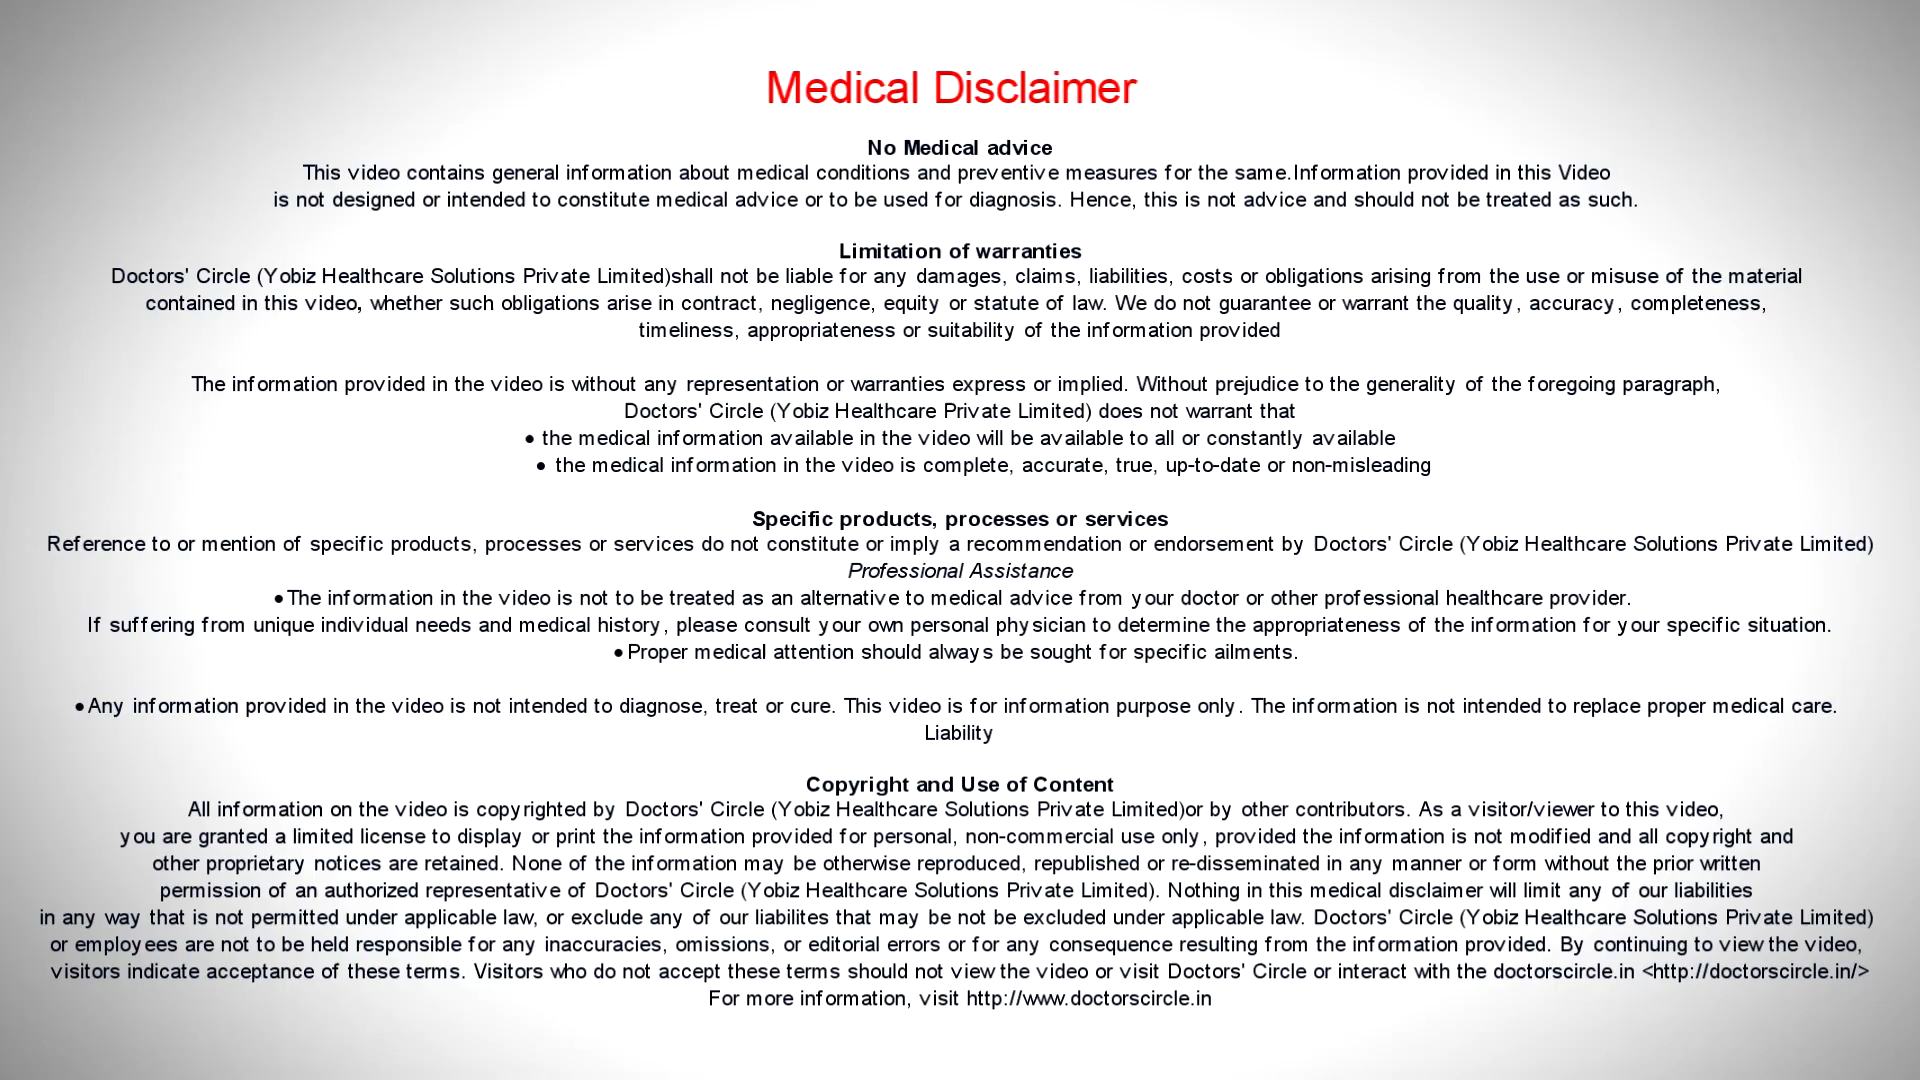 Medical Disclaimer
No Medical advice
This video contains general information about medical conditions and preventive measures for the same.Information provided in this Video
is not designed or intended to constitute medical advice or to be used for diagnosis. Hence, this is not advice and should not be treated as such.
Limitation of warranties
Doctors' Circle (Yobiz Healthcare Solutions Private Limited)shall not be liable for any damages, claims, liabilities, costs or obligations arising from the use or misuse of the material
contained in this video, whether such obligations arise in contract, negligence, equity or statute of law. We do not guarantee or warrant the quality, accuracy, completeness,
timeliness, appropriateness or suitability of the information provided
The information provided in the video is without any representation or warranties express or implied. Without prejudice to the generality of the foregoing paragraph,
Doctors' Circle (Yobiz Healthcare Private Limited) does not warrant that
• the medical information available in the video will be available to all or constantly available
• the medical information in the video is complete, accurate, true, up-to-date or non-misleading
Specific products, processes or services
Reference to or mention of specific products, processes or services do not constitute or imply a recommendation or endorsement by Doctors' Circle (Yobiz Healthcare Solutions Private Limited)
Professional Assistance
•The information in the video is not to be treated as an alternative to medical advice from your doctor or other professional healthcare provider.
If suffering from unique individual needs and medical history, please consult your own personal physician to determine the appropriateness of the information for your specific situation.
•Proper medical attention should always be sought for specific ailments.
•Any information provided in the video is not intended to diagnose, treat or cure. This video is for information purpose only. The information is not intended to replace proper medical care.
Liability
Copyright and Use of Content
All information on the video is copyrighted by Doctors' Circle (Yobiz Healthcare Solutions Private Limited)or by other contributors. As a visitor/viewer to this video,
you are granted a limited license to display or print the information provided for personal, non-commercial use only, provided the information is not modified and all copyright and
other proprietary notices are retained. None of the information may be otherwise reproduced, republished or re-disseminated in any manner or form without the prior written
permission of an authorized representative of Doctors' Circle (Yobiz Healthcare Solutions Private Limited). Nothing in this medical disclaimer will limit any of our liabilities
in any way that is not permitted under applicable law, or exclude any of our liabilites that may be not be excluded under applicable law. Doctors' Circle (Yobiz Healthcare Solutions Private Limited)
or employees are not to be held responsible for any inaccuracies, omissions, or editorial errors or for any consequence resulting from the information provided. By continuing to view the video,
visitors indicate acceptance of these terms. Visitors who do not accept these terms should not view the video or visit Doctors' Circle or interact with the doctorscircle.in <http://doctorscircle.in/>
For more information, visit http://www.doctorscircle.in